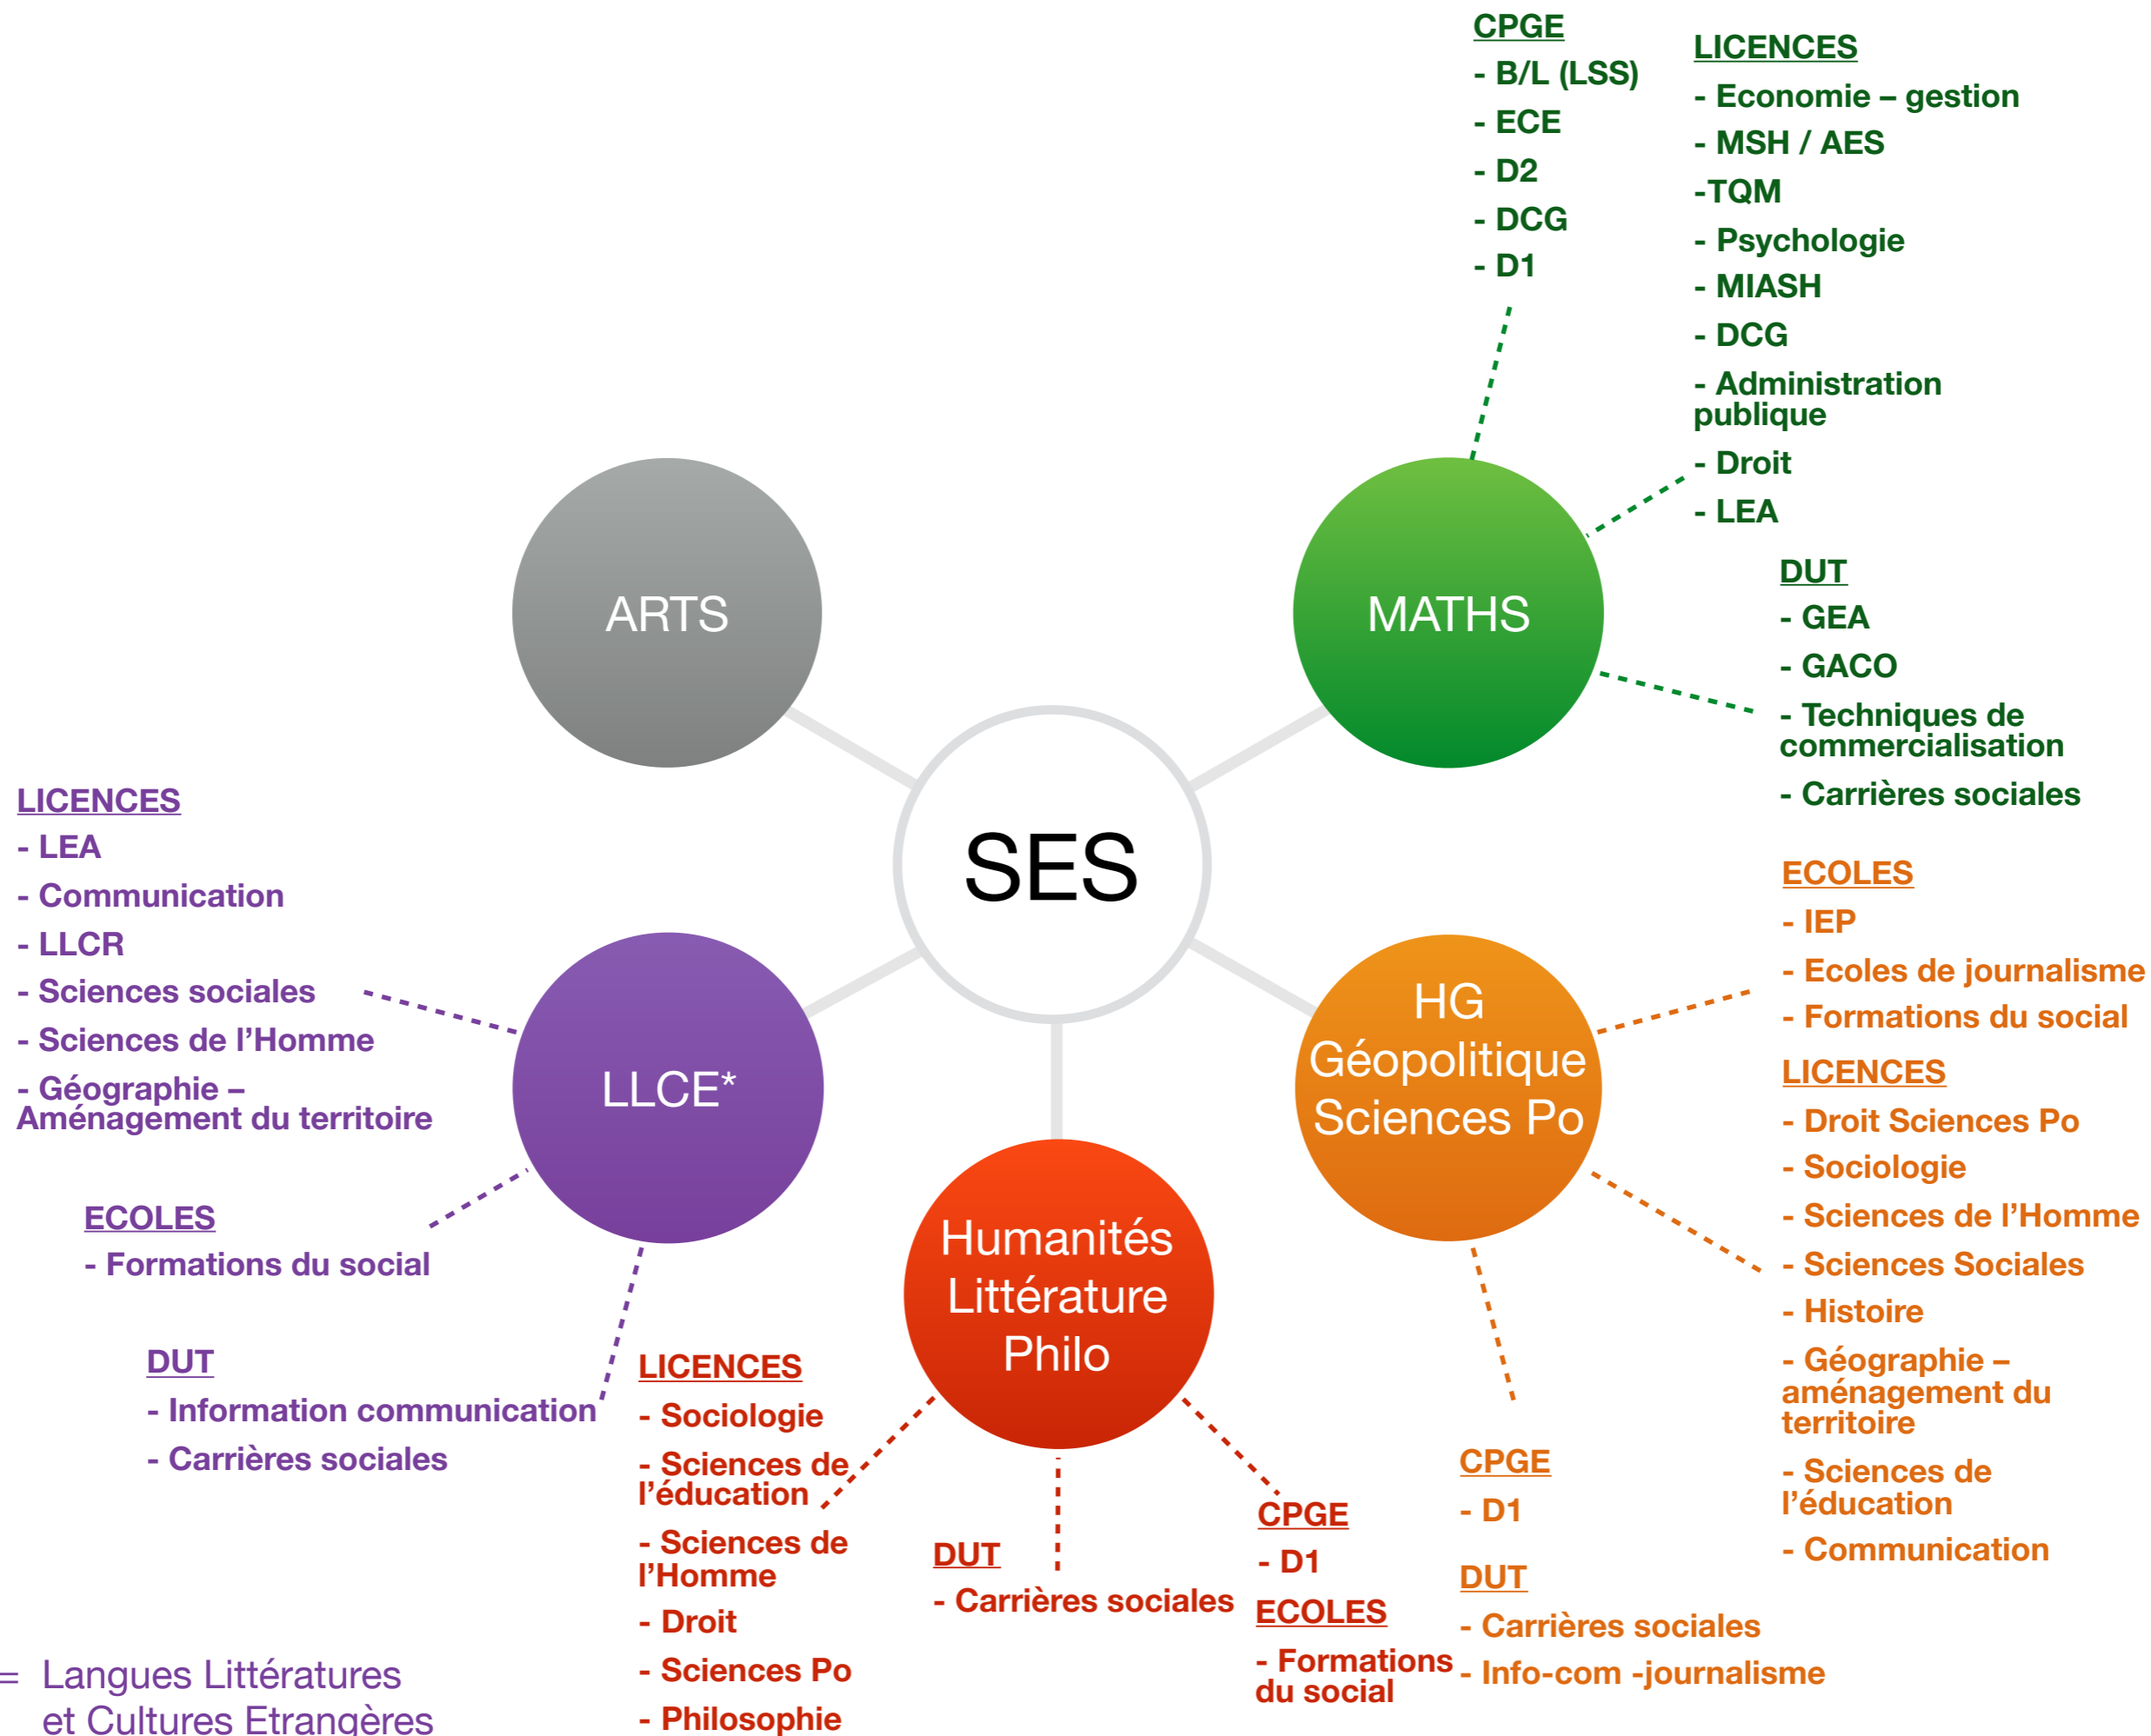 CPGE
- B/L (LSS)
- ECE
- D2
- DCG
- D1
LICENCES
- Economie – gestion
- MSH / AES
-TQM
- Psychologie
- MIASH
- DCG
- Administration
publique
- Droit
- LEA
DUT
- GEA
- GACO
- Techniques de
commercialisation
- Carrières sociales
ARTS
MATHS
SES
LICENCES
- LEA
- Communication
- LLCR
- Sciences sociales
- Sciences de l’Homme
- Géographie –
Aménagement du territoire
LLCE*
ECOLES
- Formations du social
DUT
- Information communication
- Carrières sociales
HG
Géopolitique
Sciences Po
ECOLES
- IEP
- Ecoles de journalisme
- Formations du social
LICENCES
- Droit Sciences Po
- Sociologie
- Sciences de l’Homme
- Sciences Sociales
- Histoire
- Géographie –
aménagement du
territoire
- Sciences de
l’éducation
- Communication
Humanités
Littérature
Philo
LICENCES
- Sociologie
- Sciences de
l’éducation
- Sciences de
l’Homme
- Droit
- Sciences Po
- Philosophie
DUT
- Carrières sociales
CPGE
- D1
ECOLES
- Formations
du social
CPGE
- D1
DUT
- Carrières sociales
- Info-com -journalisme
= Langues Littératures
et Cultures Etrangères